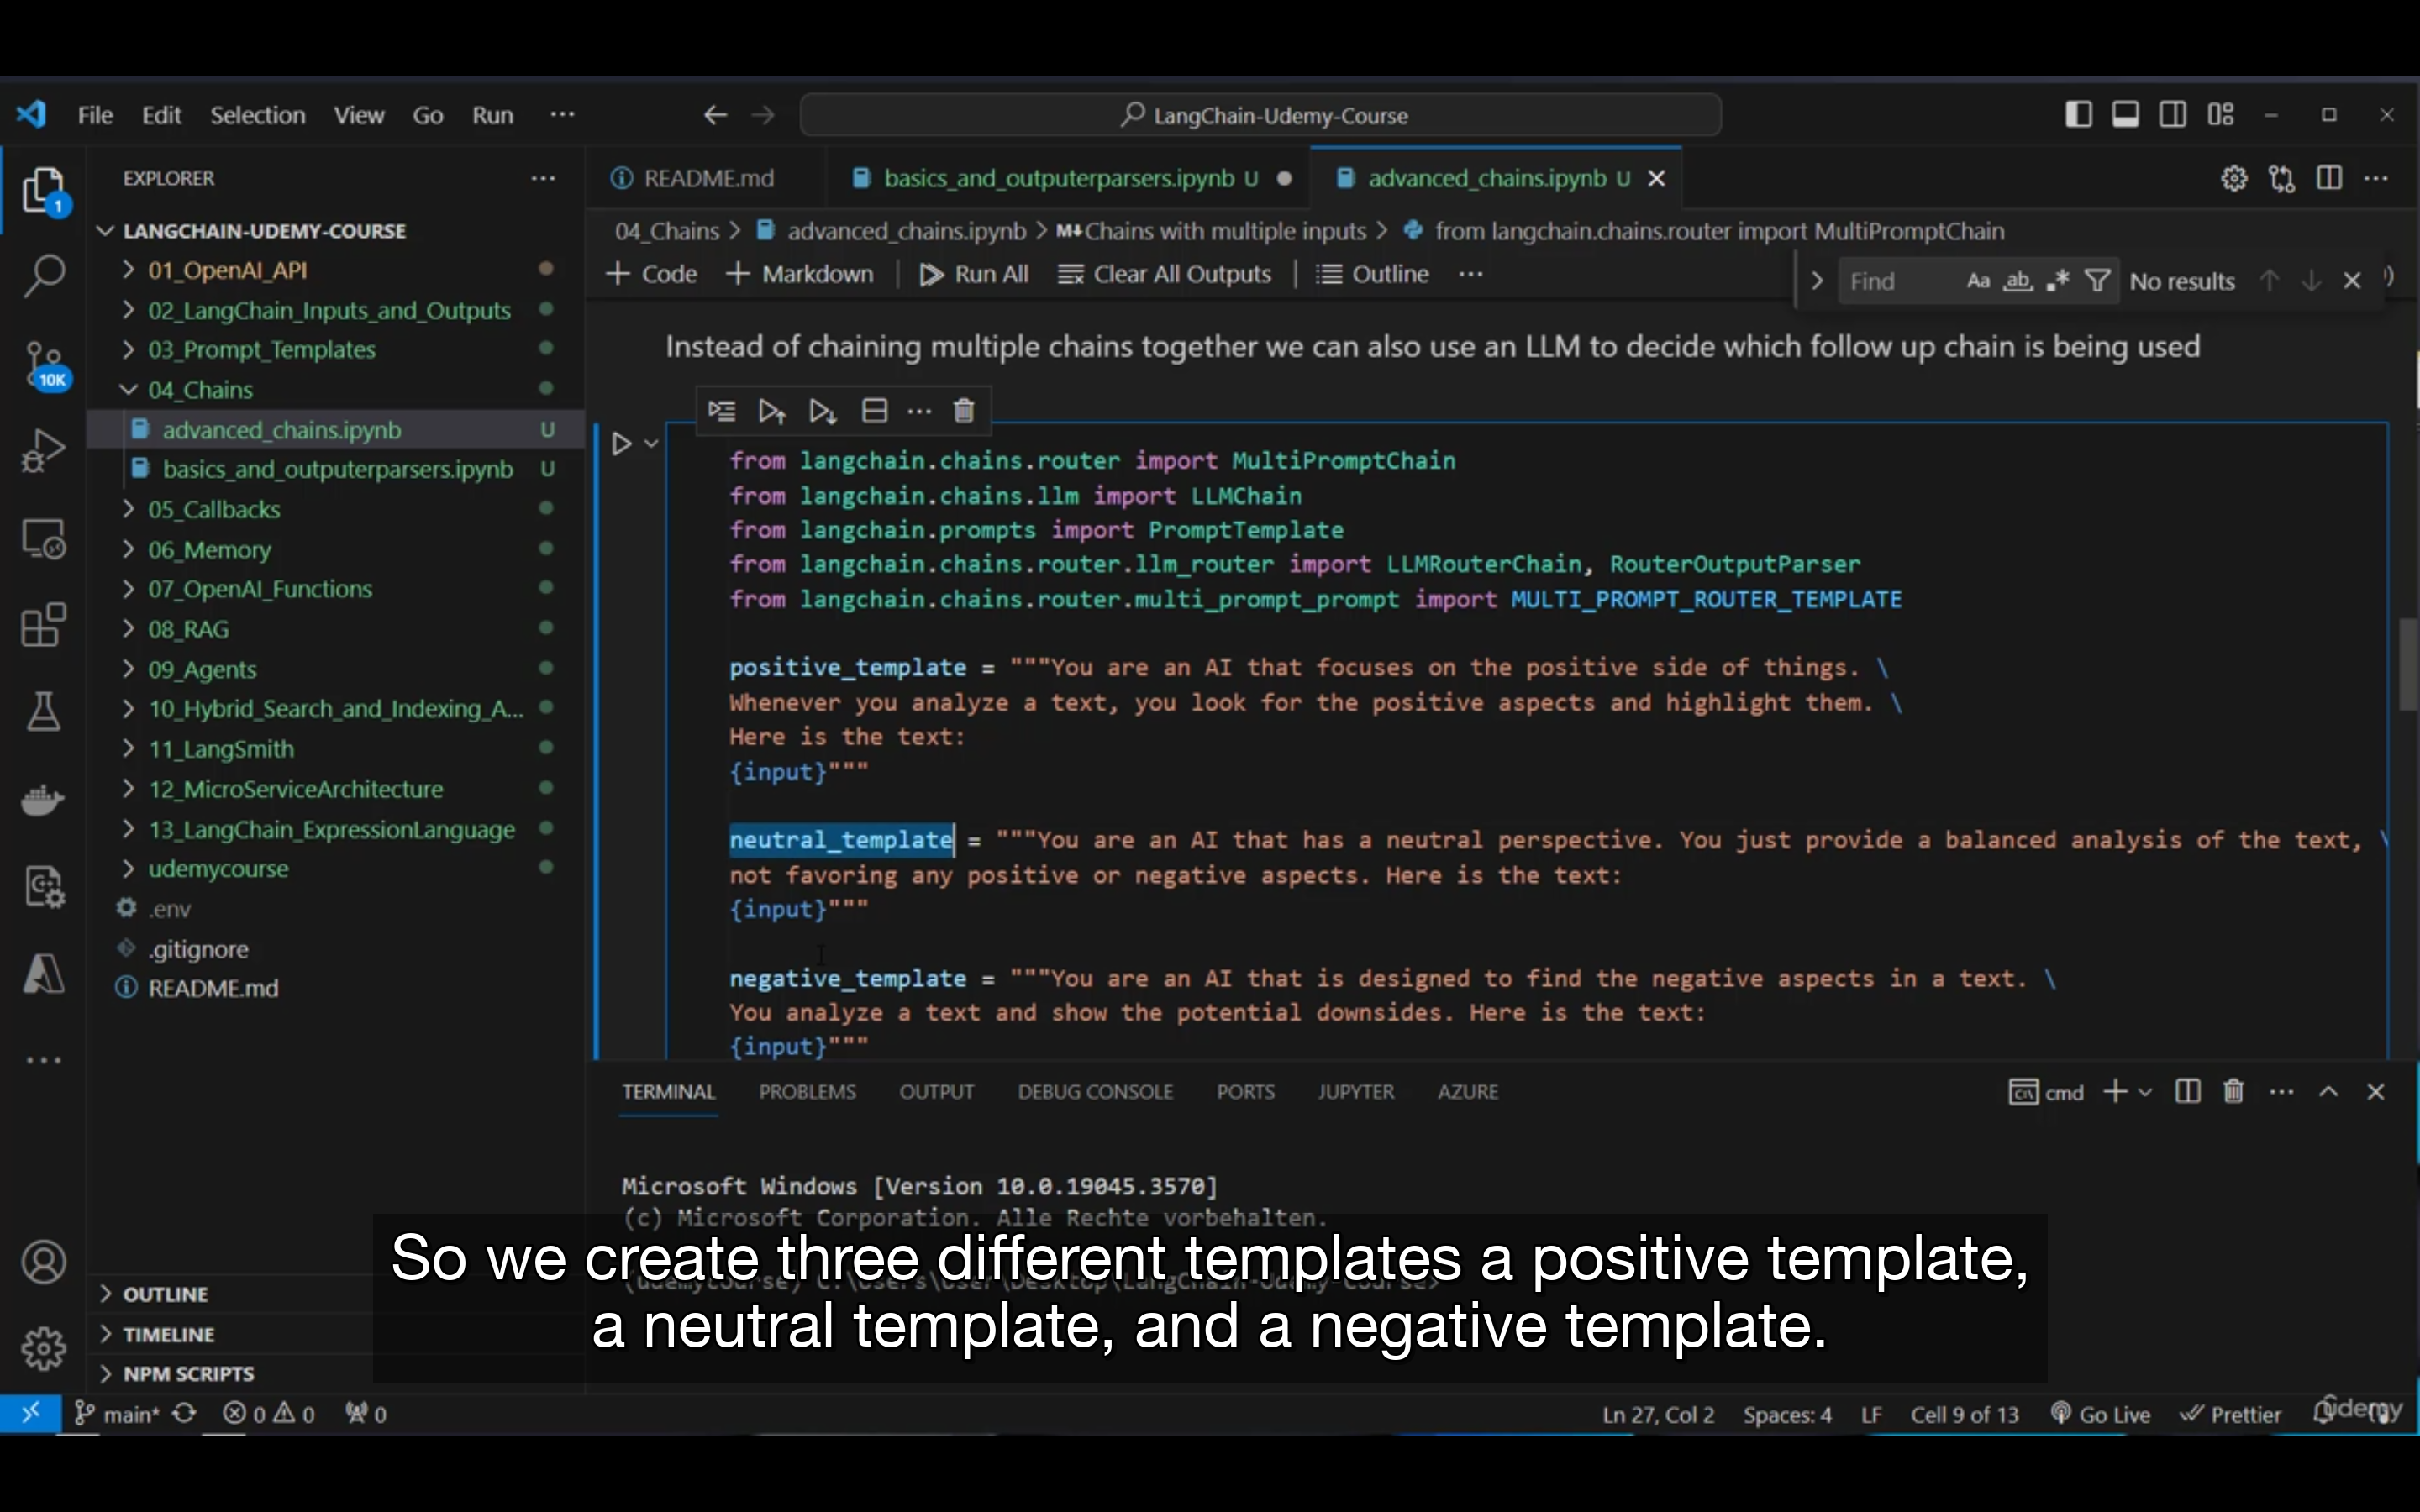 File Edit Selection View Go Run ···
LangChain-Udemy-Course
EXPLORER ···
README.md
basics_and_outputerparsers.ipynb U
advanced_chains.ipynb U
1
10K
LANGCHAIN-UDEMY-COURSE
01_OpenAI_API
02_LangChain_Inputs_and_Outputs
03_Prompt_Templates
04_Chains
advanced_chains.ipynb U
basics_and_outputerparsers.ipynb U
05_Callbacks
06_Memory
07_OpenAI_Functions
08_RAG
09_Agents
10_Hybrid_Search_and_Indexing_A...
11_LangSmith
12_MicroServiceArchitecture
13_LangChain_ExpressionLanguage
udemycourse
.env
.gitignore
README.md
OUTLINE
TIMELINE
NPM SCRIPTS
04_Chains > advanced_chains.ipynb > M↓Chains with multiple inputs > from langchain.chains.router import MultiPromptChain
+ Code + Markdown Run All Clear All Outputs Outline ···
Find Aa ab No results
Instead of chaining multiple chains together we can also use an LLM to decide which follow up chain is being used
from langchain.chains.router import MultiPromptChain
from langchain.chains.llm import LLMChain
from langchain.prompts import PromptTemplate
from langchain.chains.router.llm_router import LLMRouterChain, RouterOutputParser
from langchain.chains.router.multi_prompt_prompt import MULTI_PROMPT_ROUTER_TEMPLATE
positive_template = """You are an AI that focuses on the positive side of things. \
Whenever you analyze a text, you look for the positive aspects and highlight them. \
Here is the text:
{input}"""
neutral_template = """You are an AI that has a neutral perspective. You just provide a balanced analysis of the text, \
not favoring any positive or negative aspects. Here is the text:
{input}"""
negative_template = """You are an AI that is designed to find the negative aspects in a text. \
You analyze a text and show the potential downsides. Here is the text:
{input}"""
TERMINAL PROBLEMS OUTPUT DEBUG CONSOLE PORTS JUPYTER AZURE
cmd
Microsoft Windows [Version 10.0.19045.3570]
(c) Microsoft Corporation. Alle Rechte vorbehalten.
(udemycourse) C:\Users\User\Desktop\LangChain-Udemy-Course>
So we create three different templates a positive template,
a neutral template, and a negative template.
main* 0 0 0
Ln 27, Col 2 Spaces: 4 LF Cell 9 of 13 Go Live Prettier
udemy